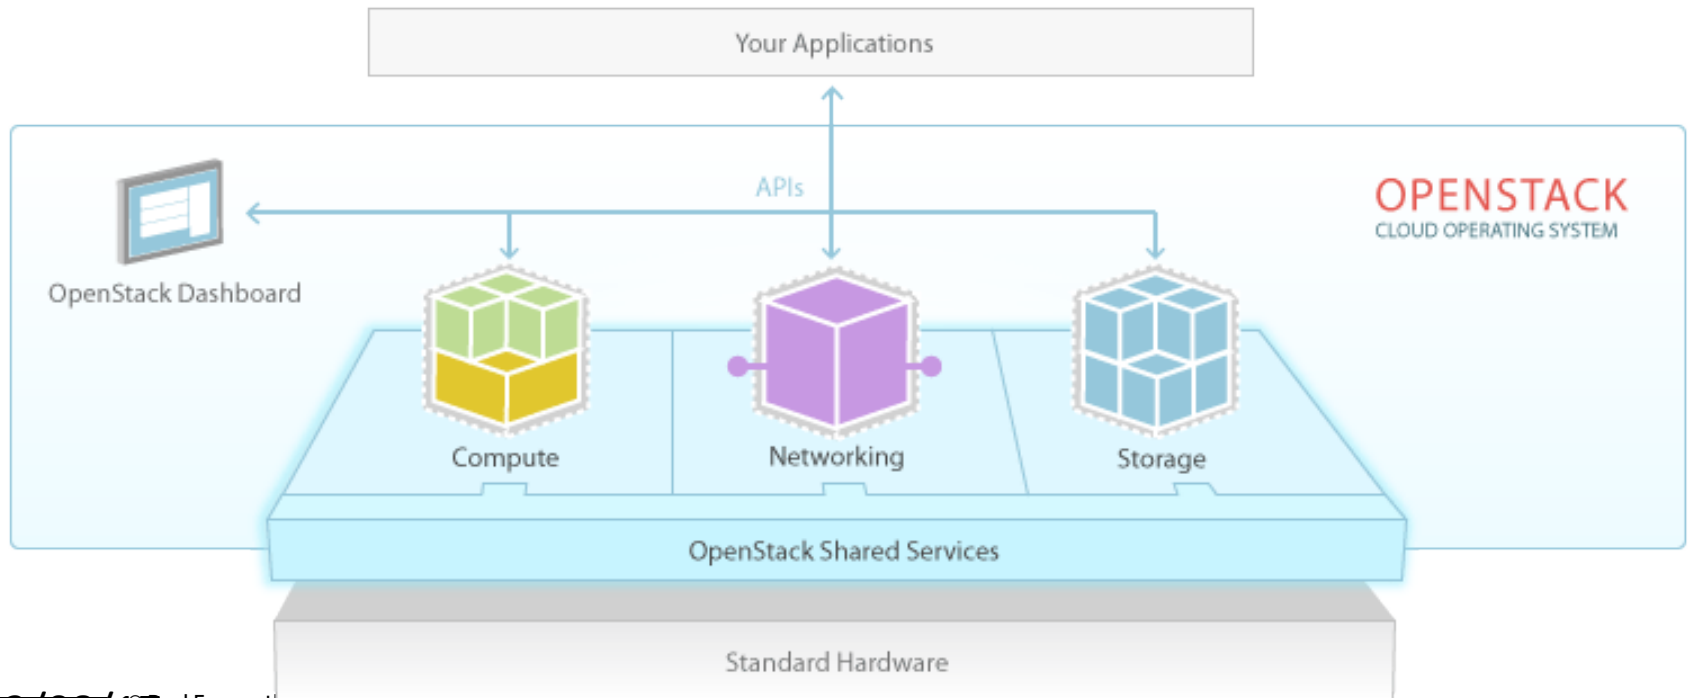 Your Applications
APIs
OPENSTACK
CLOUD OPERATING SYSTEM
OpenStack Dashboard
Compute
Networking
Storage
OpenStack Shared Services
Standard Hardware